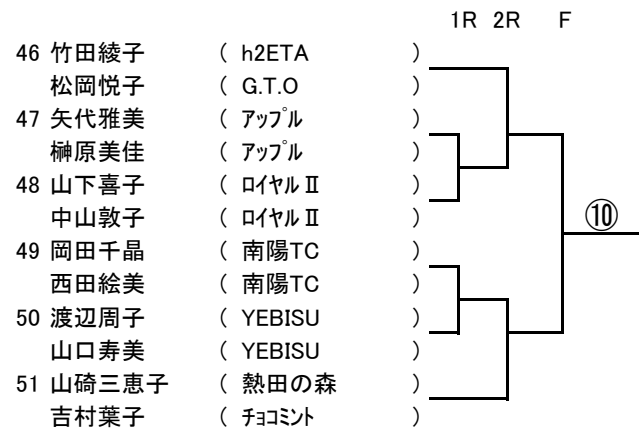 1R 2R F
46 竹田綾子 ( h2ETA )
松岡悦子 ( G.T.O )
47 矢代雅美 ( アップル )
榊原美佳 ( アップル )
48 山下喜子 ( ロイヤルⅡ )
中山敦子 ( ロイヤルⅡ )
⑩
49 岡田千晶 ( 南陽TC )
西田絵美 ( 南陽TC )
50 渡辺周子 ( YEBISU )
山口寿美 ( YEBISU )
51 山碕三恵子 ( 熱田の森 )
吉村葉子 ( チョコミント )